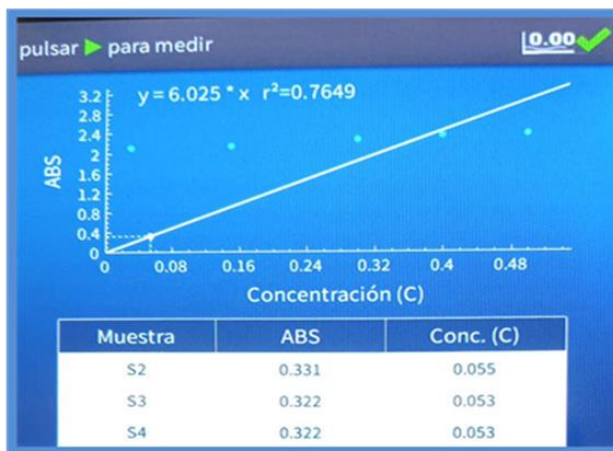 pulsar ▶ para medir
0.00
y = 6.025 * x r²=0.7649
3.2
2.8
2.4
2
1.6
1.2
0.8
0.4
0
ABS
0 0.08 0.16 0.24 0.32 0.4 0.48
Concentración (C)
Muestra ABS Conc. (C)
S2 0.331 0.055
S3 0.322 0.053
S4 0.322 0.053